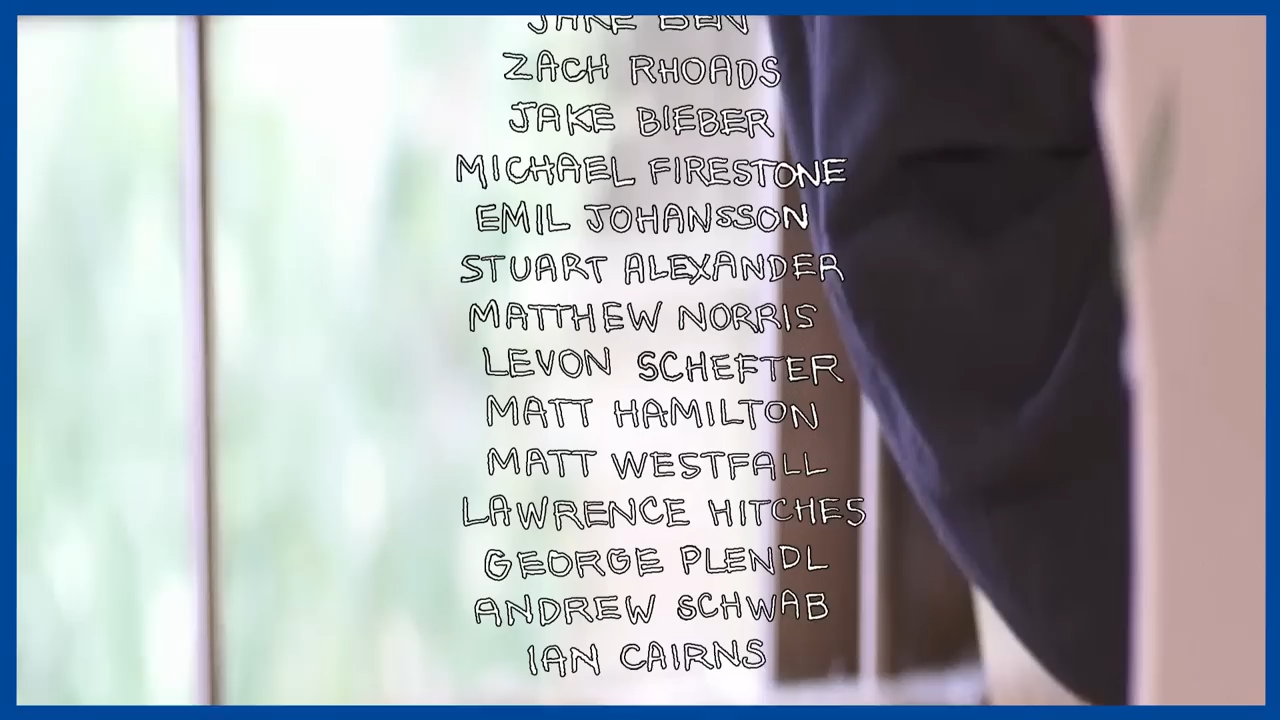 ZACH RHOADS
JAKE BIEBER
MICHAEL FIRESTONE
EMIL JOHANSSON
STUART ALEXANDER
MATTHEW NORRIS
LEVON SCHEFTER
MATT HAMILTON
MATT WESTFALL
LAWRENCE HITCHES
GEORGE PLENDL
ANDREW SCHWAB
IAN CAIRNS